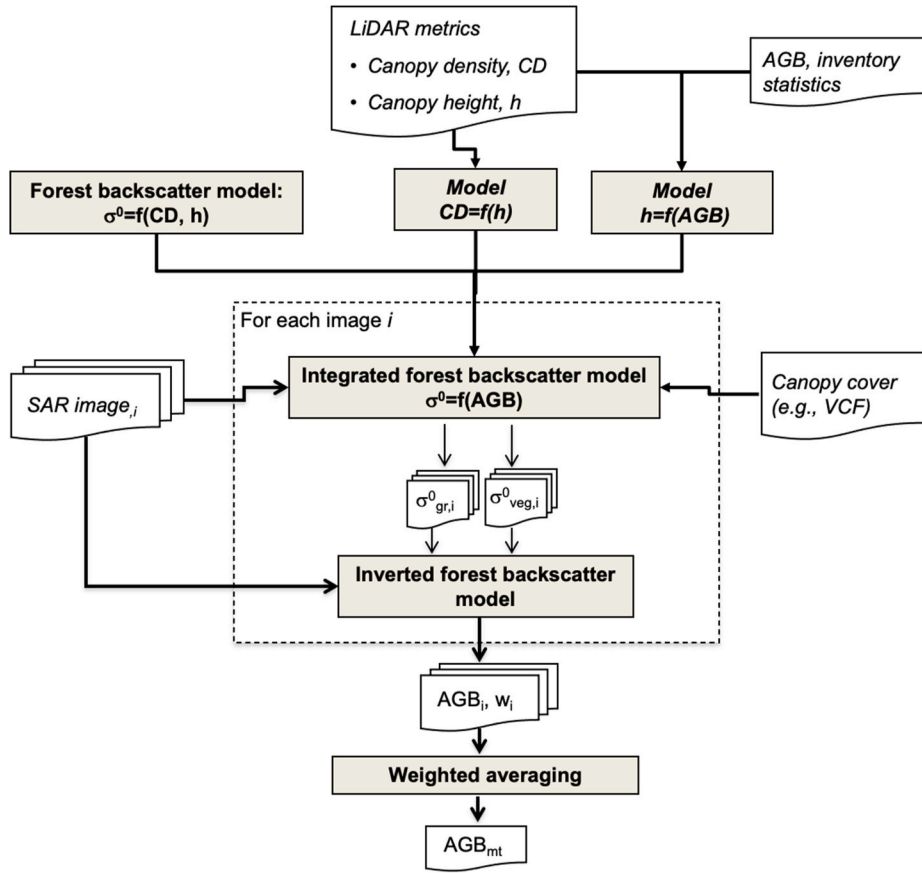 LiDAR metrics
• Canopy density, CD
• Canopy height, h
AGB, inventory
statistics
Forest backscatter model:
σ⁰=f(CD, h)
Model
CD=f(h)
Model
h=f(AGB)
For each image i
Integrated forest backscatter model
σ⁰=f(AGB)
SAR image,i
Canopy cover
(e.g., VCF)
σ⁰gr,i
σ⁰veg,i
Inverted forest backscatter
model
AGBi, wi
Weighted averaging
AGBmt